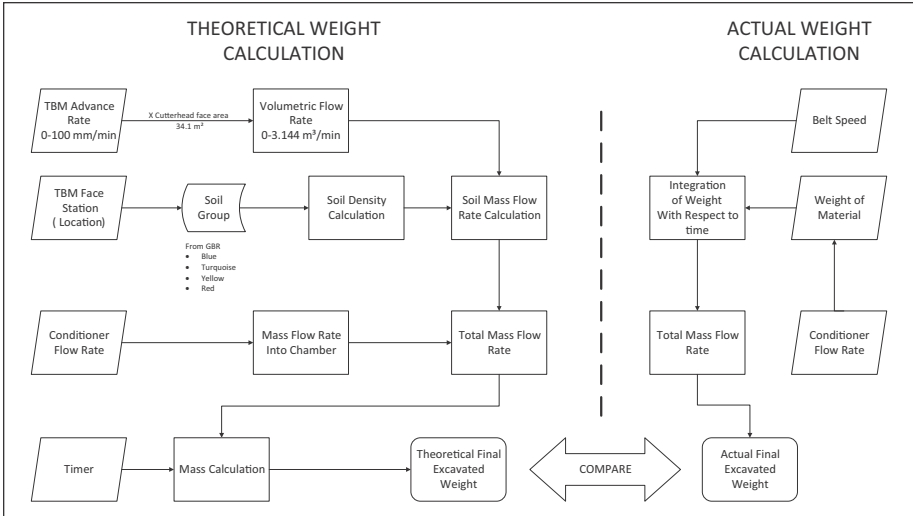 THEORETICAL WEIGHT
CALCULATION
ACTUAL WEIGHT
CALCULATION
TBM Advance
Rate
0-100 mm/min
X Cutterhead face area
34.1 m²
Volumetric Flow
Rate
0-3.144 m³/min
Belt Speed
TBM Face
Station
( Location)
Soil
Group
Soil Density
Calculation
Soil Mass Flow
Rate Calculation
Integration
of Weight
With Respect to
time
Weight of
Material
From GBR
• Blue
• Turquoise
• Yellow
• Red
Conditioner
Flow Rate
Mass Flow Rate
Into Chamber
Total Mass Flow
Rate
Total Mass Flow
Rate
Conditioner
Flow Rate
Timer
Mass Calculation
Theoretical Final
Excavated
Weight
COMPARE
Actual Final
Excavated
Weight